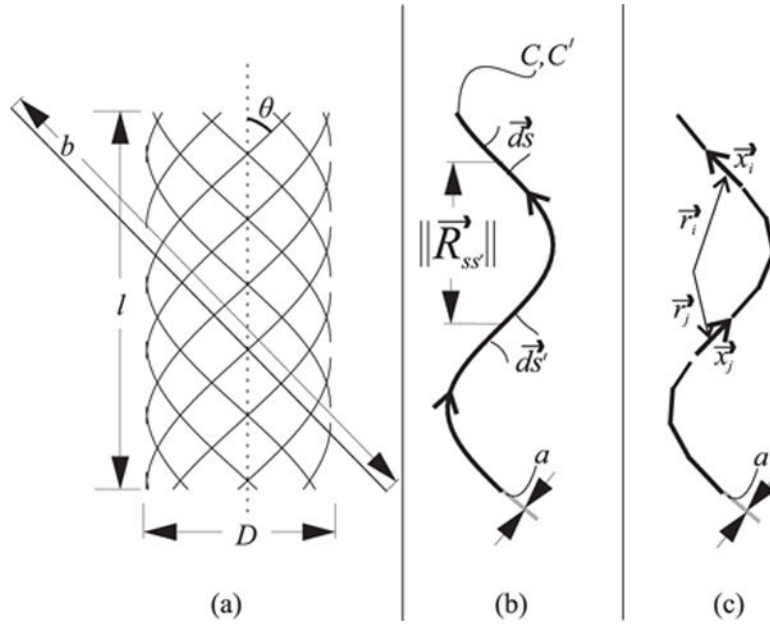 θ
b
l
D
(a)
C,C'
ds
||R_ss'||
ds'
a
(b)
x_i
r_i
r_j
x_j
a
(c)